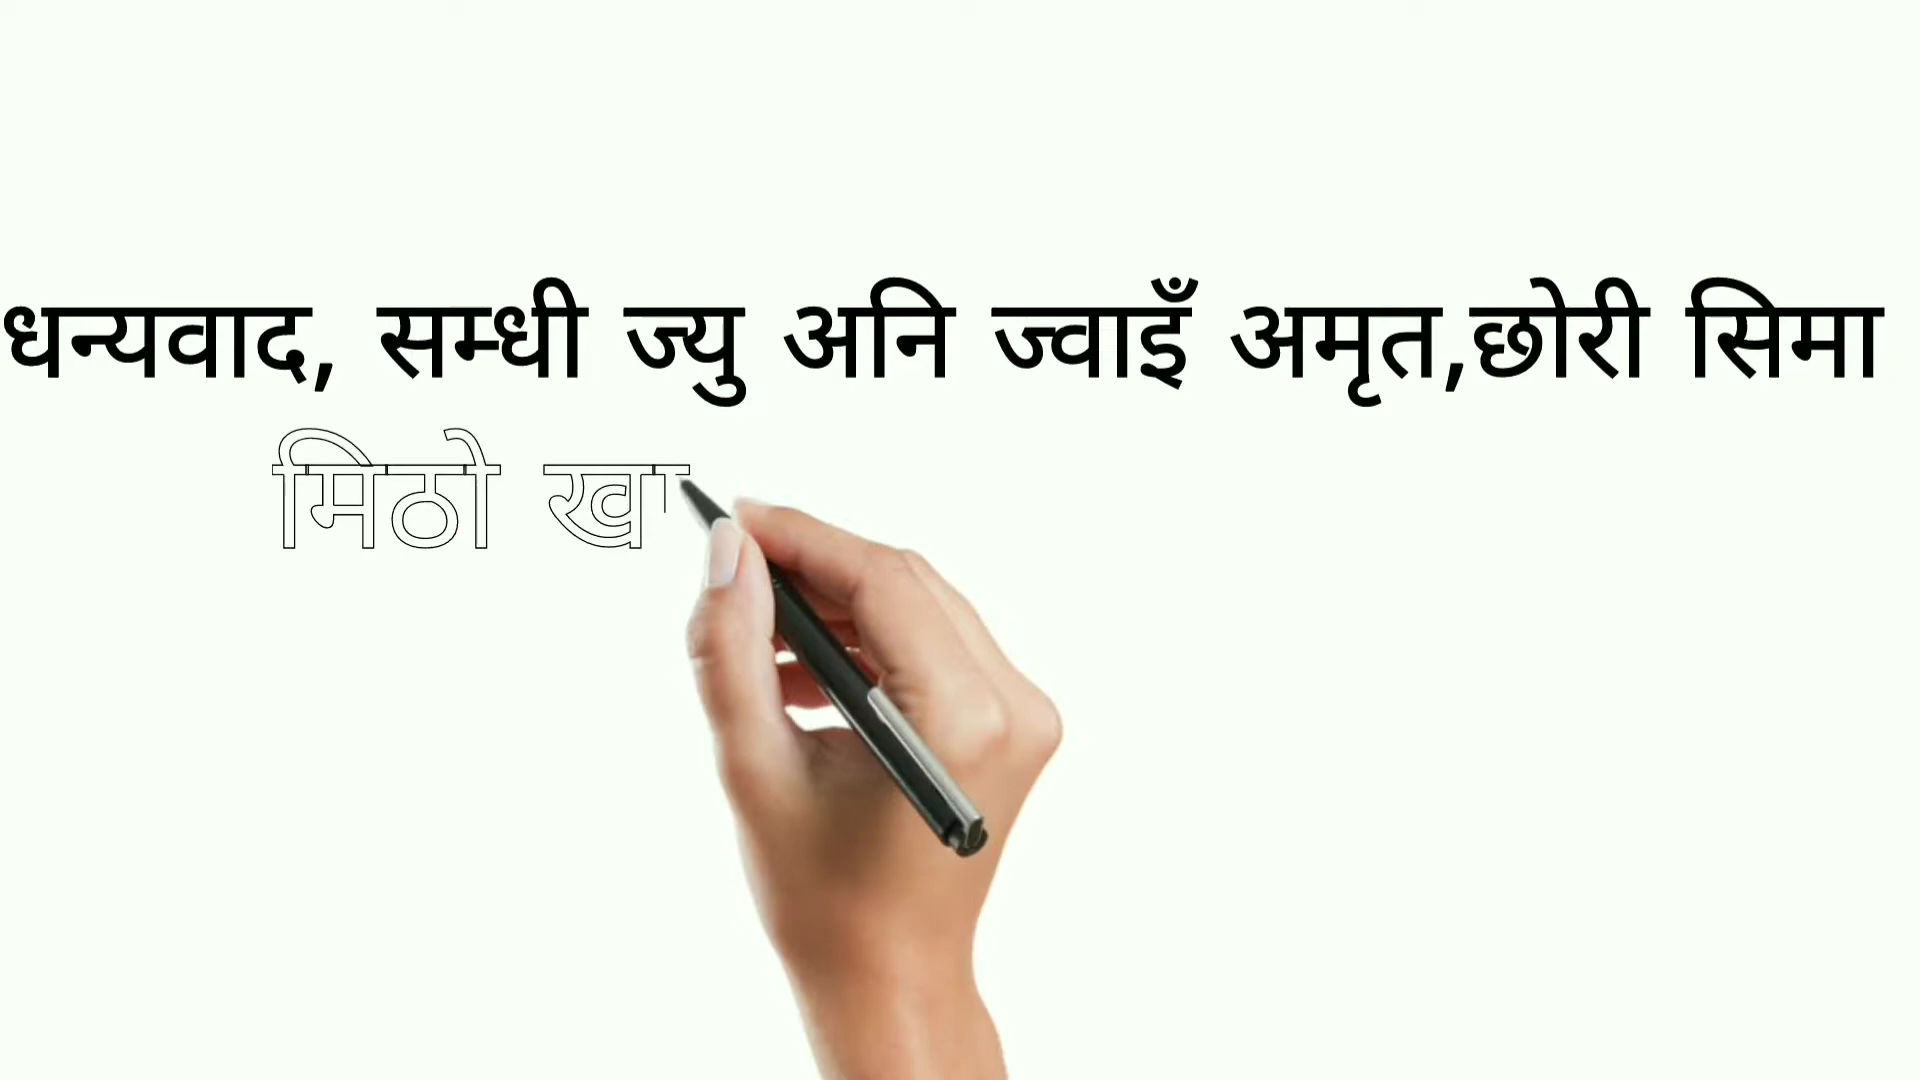 धन्यवाद, सम्धी ज्यु अनि ज्वाइँ अमृत,छोरी सिमा
मिठो खा